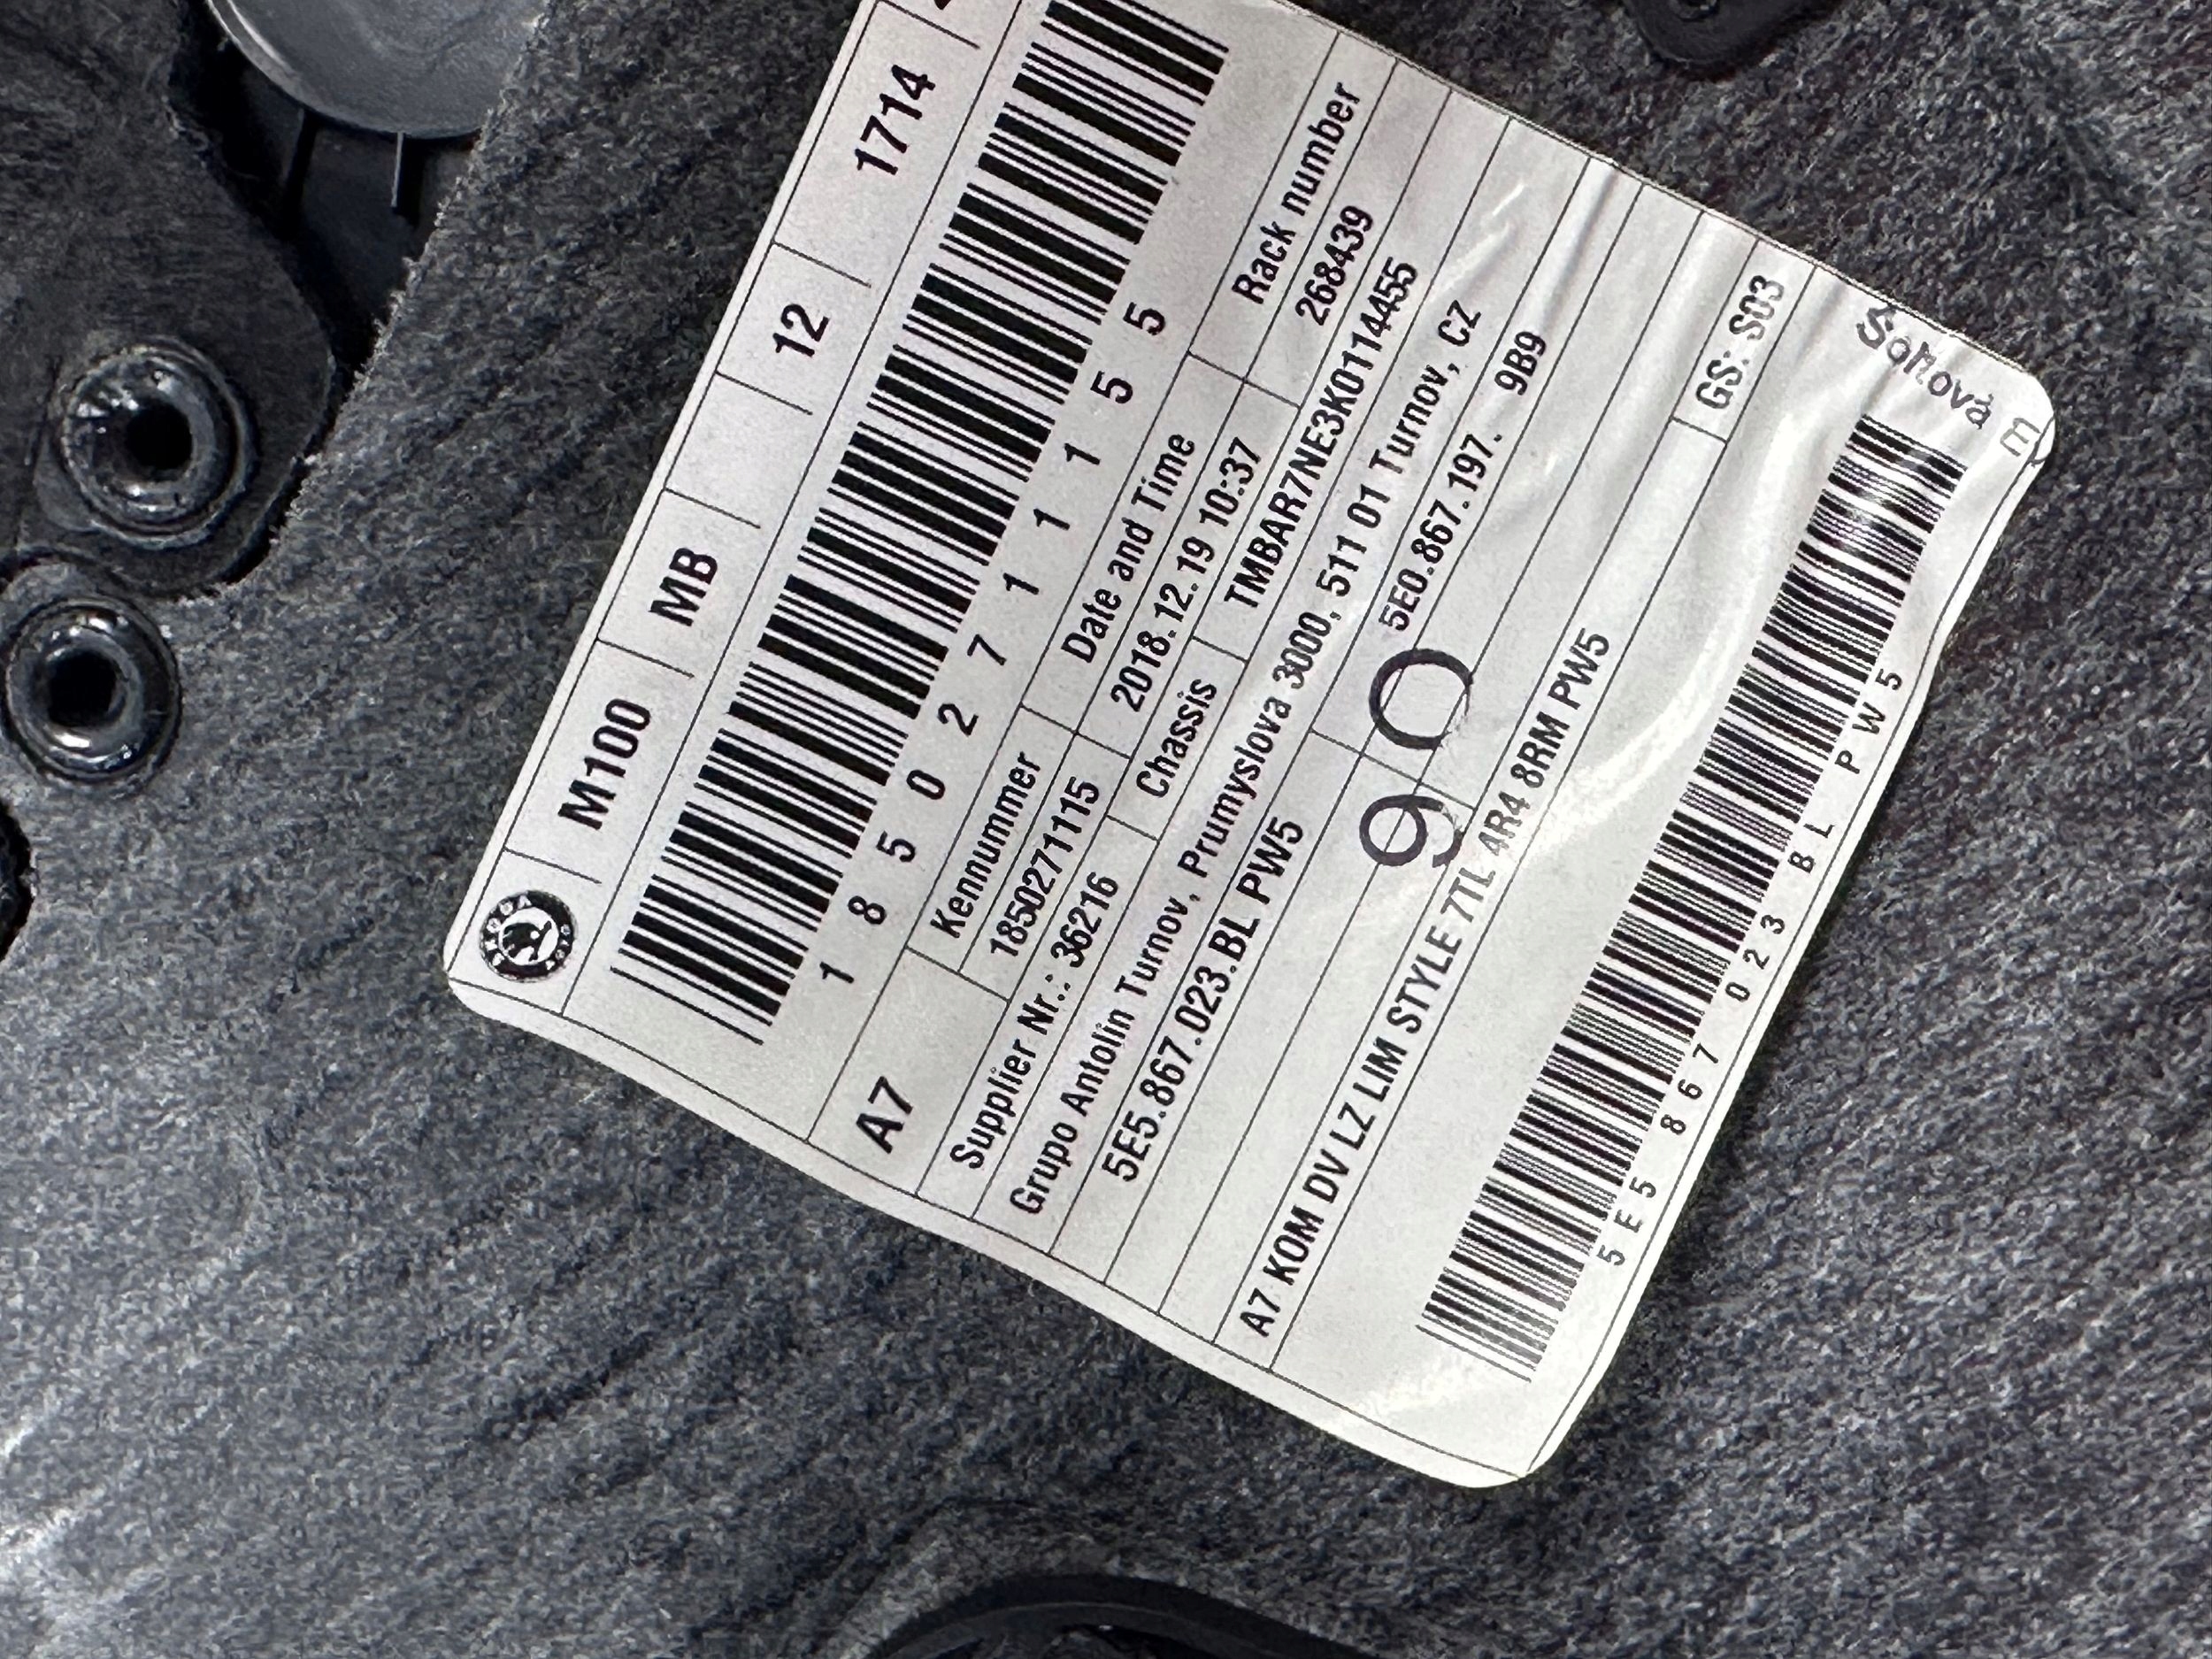 M100 MB 12 1714
1 8 5 0 2 7 1 1 1 5 5
A7 Kennummer Date and Time Rack number
1850271115 2018.12.19 10:37 268439
Supplier Nr.: 36216 Chassis TMBAR7NE3K0114455
Grupo Antolin Turnov, Prumyslova 3000, 511 01 Turnov, CZ
5E5.867.023.BL PW5 5E0.867.197. 9B9
90
A7 KOM DV LZ LIM STYLE 7TL 4R4 8RM PW5
GS: S03
5 E 5 8 6 7 0 2 3 B L P W 5
Šoltová